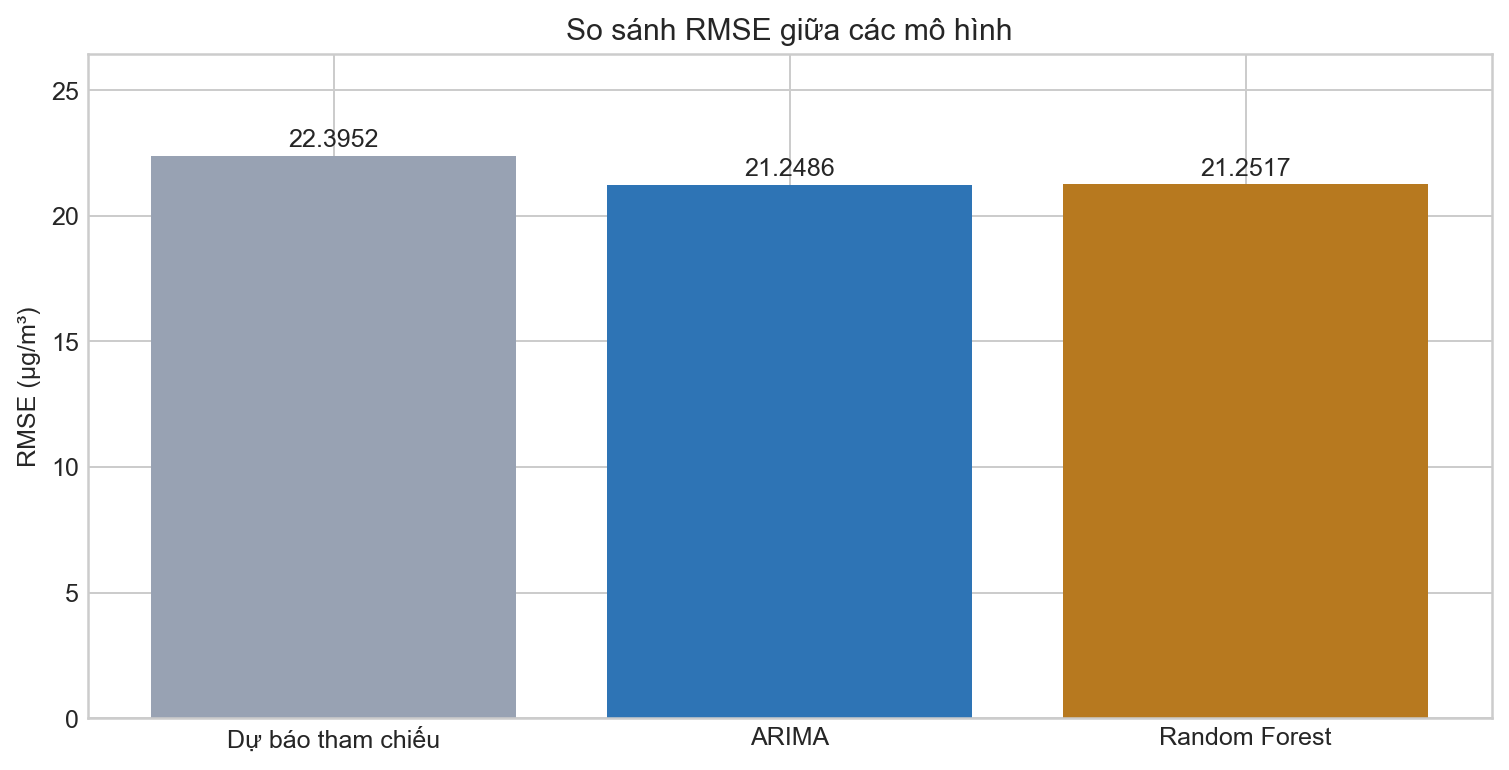 So sánh RMSE giữa các mô hình
RMSE (µg/m³)
25
20
15
10
5
0
22.3952
21.2486
21.2517
Dự báo tham chiếu
ARIMA
Random Forest